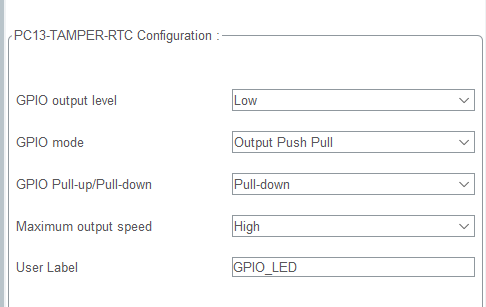 PC13-TAMPER-RTC Configuration :
GPIO output level Low
GPIO mode Output Push Pull
GPIO Pull-up/Pull-down Pull-down
Maximum output speed High
User Label GPIO_LED